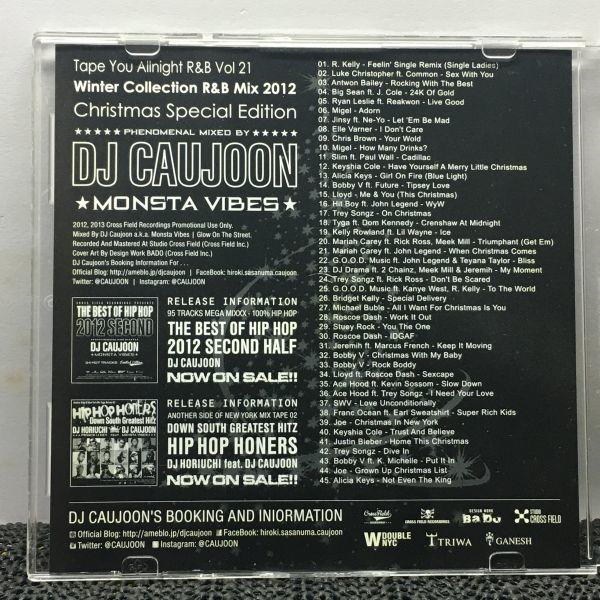 Tape You Allnight R&B Vol 21
Winter Collection R&B Mix 2012
Christmas Special Edition
PHENOMENAL MIXED BY
DJ CAUJOON
★MONSTA VIBES★
2012, 2013 Cross Field Recordings Promotional Use Only.
Mixed By DJ Caujoon a.k.a. Monsta Vibes | Glow On The Street.
Recorded And Mastered At Studio Cross Field (Cross Field Inc.)
Cover Art By Design Work BADO (Cross Field Inc.)
DJ Caujoon's Booking Information For . . .
Official Blog: http://ameblo.jp/djcaujoon | FaceBook: hiroki.sasanuma.caujoon
Twitter: @CAUJOON | Instagram: @CAUJOON
THE BEST OF HIP HOP
2012 SECOND
DJ CAUJOON
MONSTA VIBES
RELEASE INFORMATION
95 TRACKS MEGA MIXXX - 100% HIP HOP
THE BEST OF HIP HOP
2012 SECOND HALF
DJ CAUJOON
NOW ON SALE!!
HIP HOP HONERS
Down South Greatest Hitz
DJ HORIUCHI
DJ CAUJOON
RELEASE INFORMATION
ANOTHER SIDE OF NEW YORK MIX TAPE 02
DOWN SOUTH GREATEST HITZ
HIP HOP HONERS
DJ HORIUCHI feat. DJ CAUJOON
NOW ON SALE!!
01. R. Kelly - Feelin' Single Remix (Single Ladies)
02. Luke Christopher ft. Common - Sex With You
03. Antwon Bailey - Rocking With The Best
04. Big Sean ft. J. Cole - 24K Of Gold
05. Ryan Leslie ft. Reakwon - Live Good
06. Migel - Adorn
07. Jinsy ft. Ne-Yo - Let 'Em Be Mad
08. Elle Varner - I Don't Care
09. Chris Brown - Your Wold
10. Migel - How Many Drinks?
11. Slim ft. Paul Wall - Cadillac
12. Keyshia Cole - Have Yourself A Merry Little Christmas
13. Alicia Keys - Girl On Fire (Blue Light)
14. Bobby V ft. Future - Tipsey Love
15. Lloyd - Me & You (This Christmas)
16. Hit Boy ft. John Legend - WyW
17. Trey Songz - On Christmas
18. Tyga ft. Dom Kennedy - Crenshaw At Midnight
19. Kelly Rowland ft. Lil Wayne - Ice
20. Mariah Carey ft. Rick Ross, Meek Mill - Triumphant (Get Em)
21. Mariah Carey ft. John Legend - When Christmas Comes
22. G.O.O.D. Music ft. John Legend & Teyana Taylor - Bliss
23. DJ Drama ft. 2 Chainz, Meek Mill & Jeremih - My Moment
24. Trey Songz ft. Rick Ross - Don't Be Scared
25. G.O.O.D. Music ft. Kanye West, R. Kelly - To The World
26. Bridget Kelly - Special Delivery
27. Michael Buble - All I Want For Christmas Is You
28. Roscoe Dash - Work It Out
29. Stuey Rock - You The One
30. Roscoe Dash - IDGAF
31. Jeremih ft. Marcus French - Keep It Moving
32. Bobby V - Christmas With My Baby
33. Bobby V - Rock Boddy
34. Lloyd ft. Roscoe Dash - Sexcape
35. Ace Hood ft. Kevin Sossom - Slow Down
36. Ace Hood ft. Trey Songz - I Need Your Love
37. SWV - Love Unconditionally
38. Franc Ocean ft. Earl Sweatshirt - Super Rich Kids
39. Joe - Christmas In New York
40. Keyshia Cole - Trust And Believe
41. Justin Bieber - Home This Christmas
42. Trey Songz - Dive In
43. Bobby V ft. K. Michelle - Put It In
44. Joe - Grown Up Christmas List
45. Alicia Keys - Not Even The King
DJ CAUJOON'S BOOKING AND INIORMATION
Official Blog: http://ameblo.jp/djcaujoon FaceBook: hiroki.sasanuma.caujoon
Twitter: @CAUJOON Instagram: @CAUJOON
CrossField
CROSS FIELD RECORDINGS
DESIGN WORK
BaDo
STUDIO
CROSS FIELD
W DOUBLE
NYC
TRIWA
GANESH